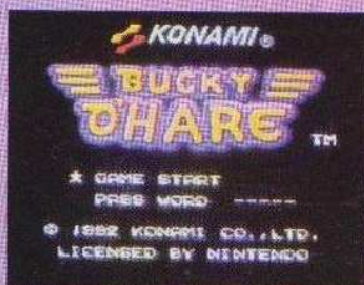 KONAMI®
BUCKY
O'HARE
TM
★ GAME START
PASS WORD -----
© 1992 KONAMI CO.,LTD.
LICENSED BY NINTENDO